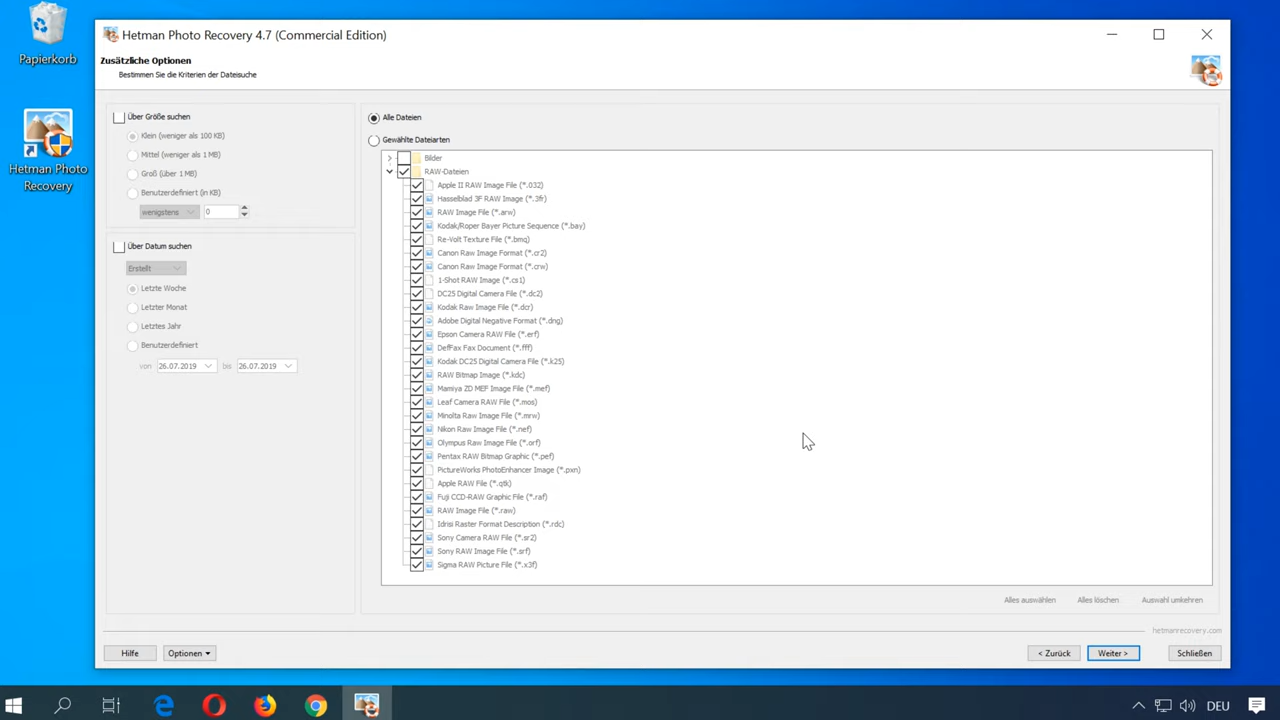 Papierkorb
Hetman Photo
Recovery
Hetman Photo Recovery 4.7 (Commercial Edition)
Zusätzliche Optionen
Bestimmen Sie die Kriterien der Dateisuche
Über Größe suchen
Klein (weniger als 100 KB)
Mittel (weniger als 1 MB)
Groß (über 1 MB)
Benutzerdefiniert (in KB)
wenigstens 0
Über Datum suchen
Erstellt
Letzte Woche
Letzter Monat
Letztes Jahr
Benutzerdefiniert
von 26.07.2019 bis 26.07.2019
Alle Dateien
Gewählte Dateiarten
Bilder
RAW-Dateien
Apple II RAW Image File (*.032)
Hasselblad 3F RAW Image (*.3fr)
RAW Image File (*.arw)
Kodak/Roper Bayer Picture Sequence (*.bay)
Re-Volt Texture File (*.bmq)
Canon Raw Image Format (*.cr2)
Canon Raw Image Format (*.crw)
1-Shot RAW Image (*.cs1)
DC25 Digital Camera File (*.dc2)
Kodak Raw Image File (*.dcr)
Adobe Digital Negative Format (*.dng)
Epson Camera RAW File (*.erf)
DefFax Fax Document (*.fff)
Kodak DC25 Digital Camera File (*.k25)
RAW Bitmap Image (*.kdc)
Mamiya ZD MEF Image File (*.mef)
Leaf Camera RAW File (*.mos)
Minolta Raw Image File (*.mrw)
Nikon Raw Image File (*.nef)
Olympus Raw Image File (*.orf)
Pentax RAW Bitmap Graphic (*.pef)
PictureWorks PhotoEnhancer Image (*.pxn)
Apple RAW File (*.qtk)
Fuji CCD-RAW Graphic File (*.raf)
RAW Image File (*.raw)
Idrisi Raster Format Description (*.rdc)
Sony Camera RAW File (*.sr2)
Sony RAW Image File (*.srf)
Sigma RAW Picture File (*.x3f)
Alles auswählen Alles löschen Auswahl umkehren
hetmanrecovery.com
Hilfe Optionen < Zurück Weiter > Schließen
DEU